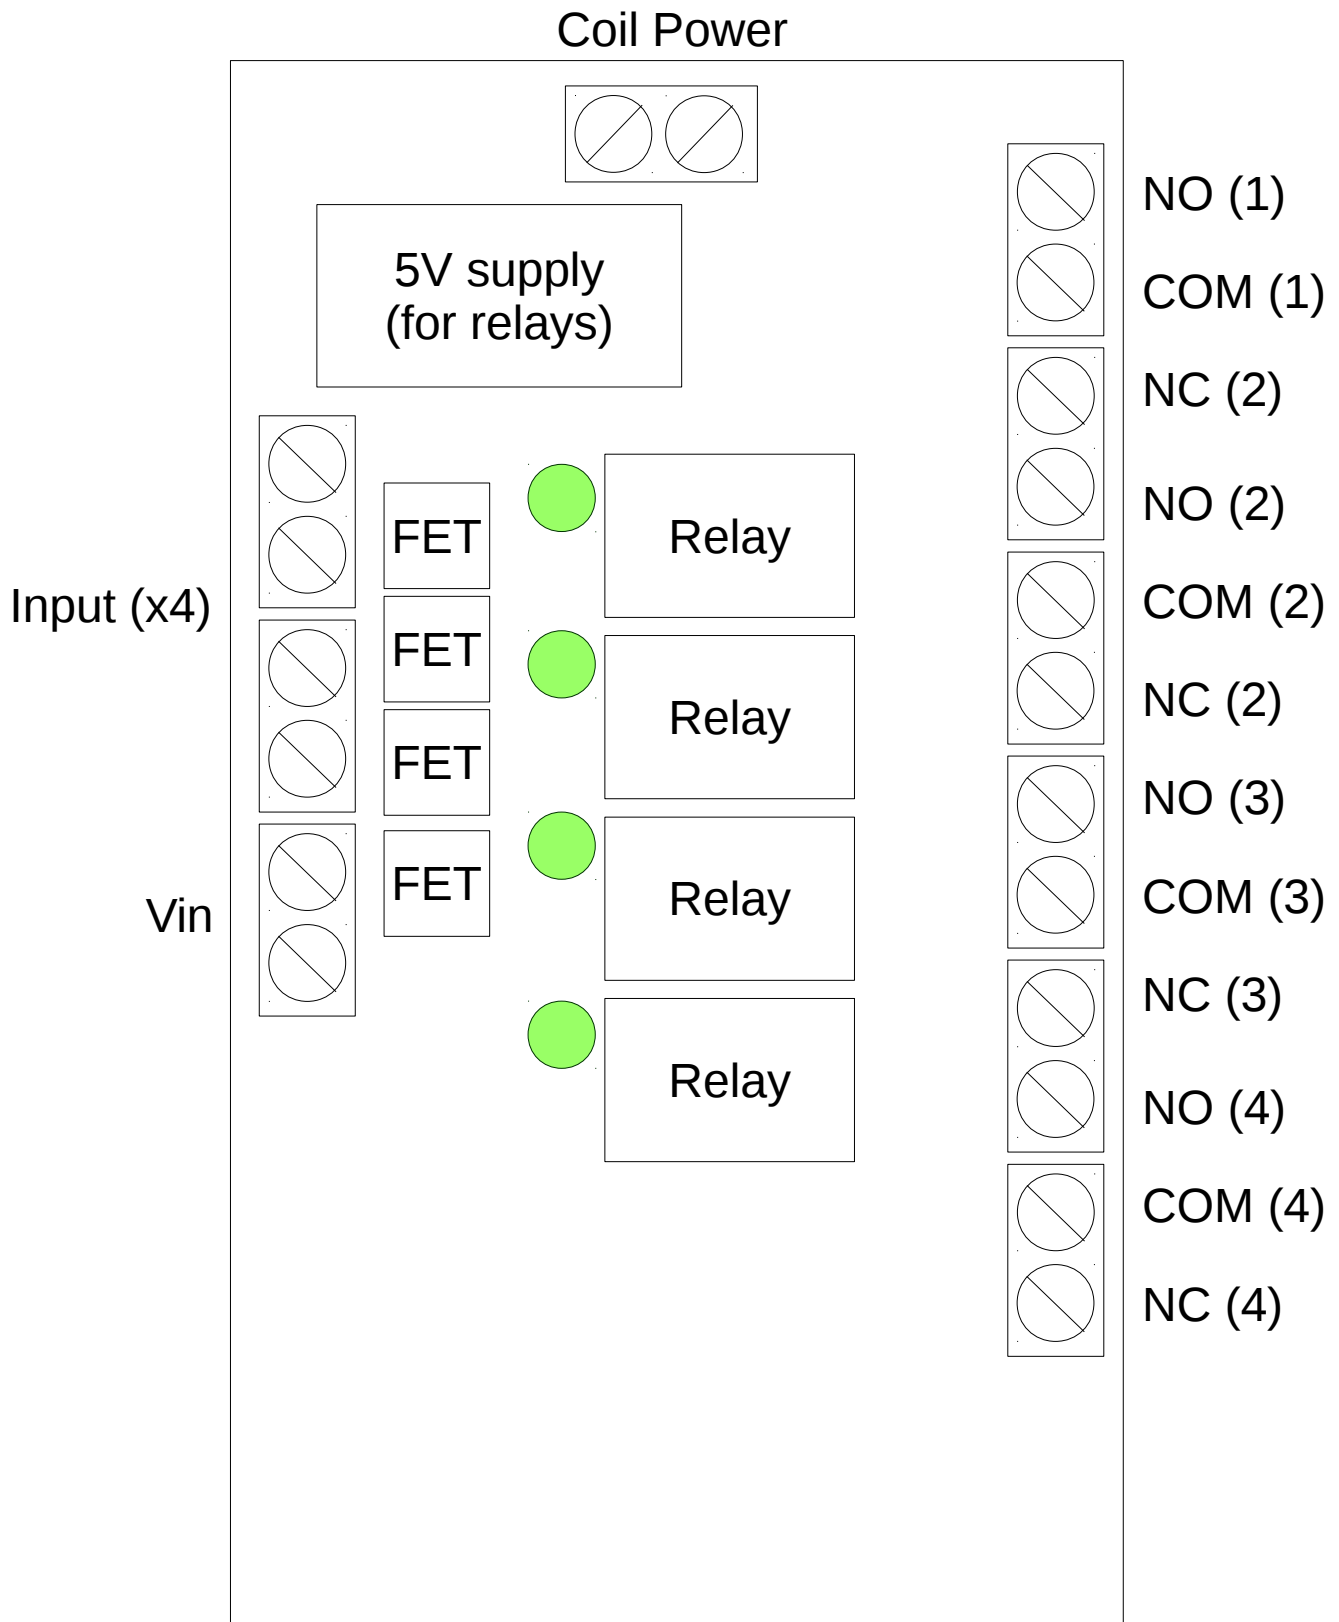 Coil Power
5V supply
(for relays)
Input (x4)
Vin
FET
FET
FET
FET
Relay
Relay
Relay
Relay
NO (1)
COM (1)
NC (2)
NO (2)
COM (2)
NC (2)
NO (3)
COM (3)
NC (3)
NO (4)
COM (4)
NC (4)